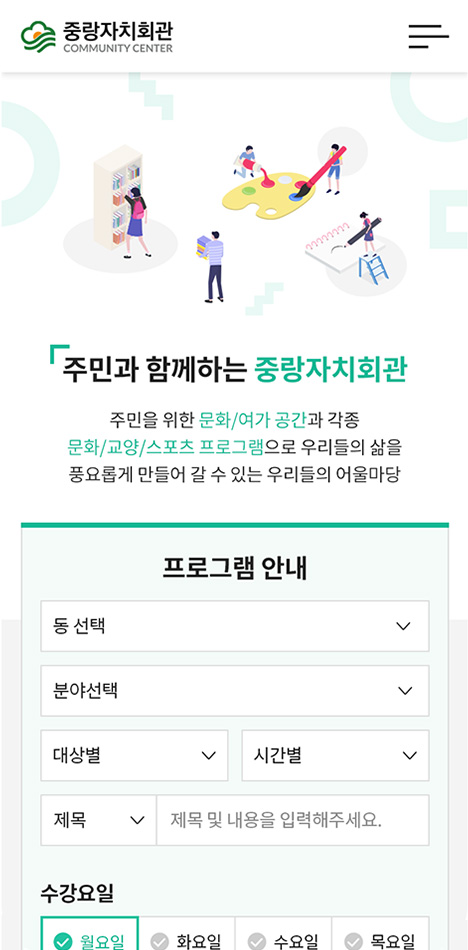 중랑자치회관
COMMUNITY CENTER
주민과 함께하는 중랑자치회관
주민을 위한 문화/여가 공간과 각종
문화/교양/스포츠 프로그램으로 우리들의 삶을
풍요롭게 만들어 갈 수 있는 우리들의 어울마당
프로그램 안내
동 선택
분야선택
대상별 시간별
제목 제목 및 내용을 입력해주세요.
수강요일
월요일 화요일 수요일 목요일